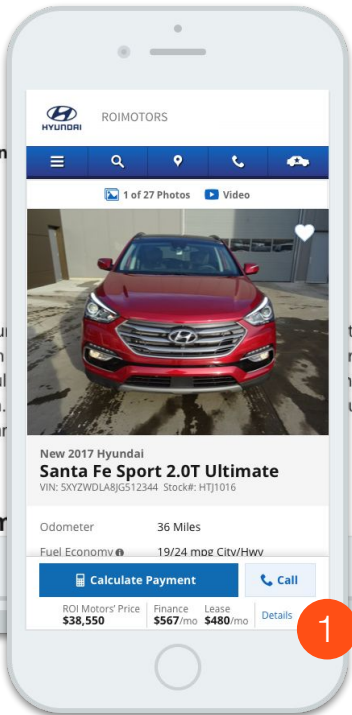 HYUNDAI
ROIMOTORS
1 of 27 Photos Video
New 2017 Hyundai
Santa Fe Sport 2.0T Ultimate
VIN: 5XYZWDLA8JG512344 Stock#: HTJ1016
Odometer 36 Miles
Fuel Economy 19/24 mpg City/Hwy
Calculate Payment Call
ROI Motors' Price Finance Lease
$38,550 $567/mo $480/mo Details
1